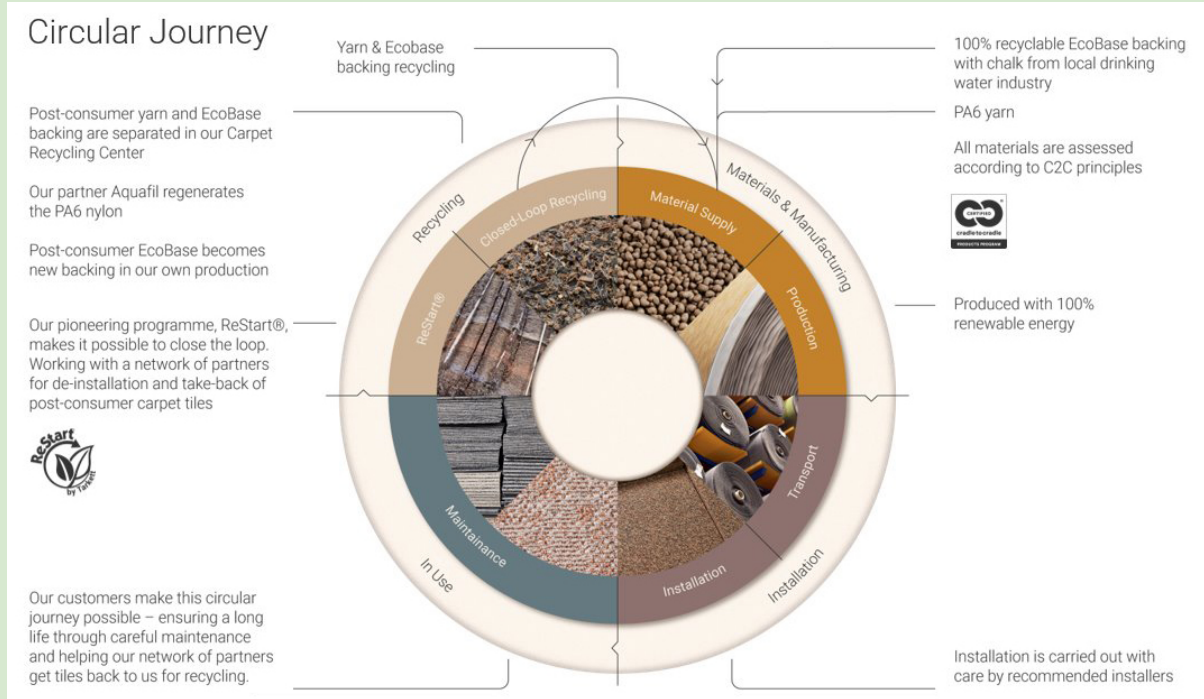 Circular Journey
Yarn & Ecobase
backing recycling
Post-consumer yarn and EcoBase
backing are separated in our Carpet
Recycling Center
Our partner Aquafil regenerates
the PA6 nylon
Post-consumer EcoBase becomes
new backing in our own production
Our pioneering programme, ReStart®,
makes it possible to close the loop.
Working with a network of partners
for de-installation and take-back of
post-consumer carpet tiles
ReStart
by Tarkett
Our customers make this circular
journey possible – ensuring a long
life through careful maintenance
and helping our network of partners
get tiles back to us for recycling.
Recycling
Closed-Loop Recycling
ReStart®
Material Supply
Materials & Manufacturing
Production
Transport
Installation
Installation
Maintainance
In Use
100% recyclable EcoBase backing
with chalk from local drinking
water industry
PA6 yarn
All materials are assessed
according to C2C principles
CERTIFIED
cradletocradle
PRODUCTS PROGRAM
Produced with 100%
renewable energy
Installation is carried out with
care by recommended installers